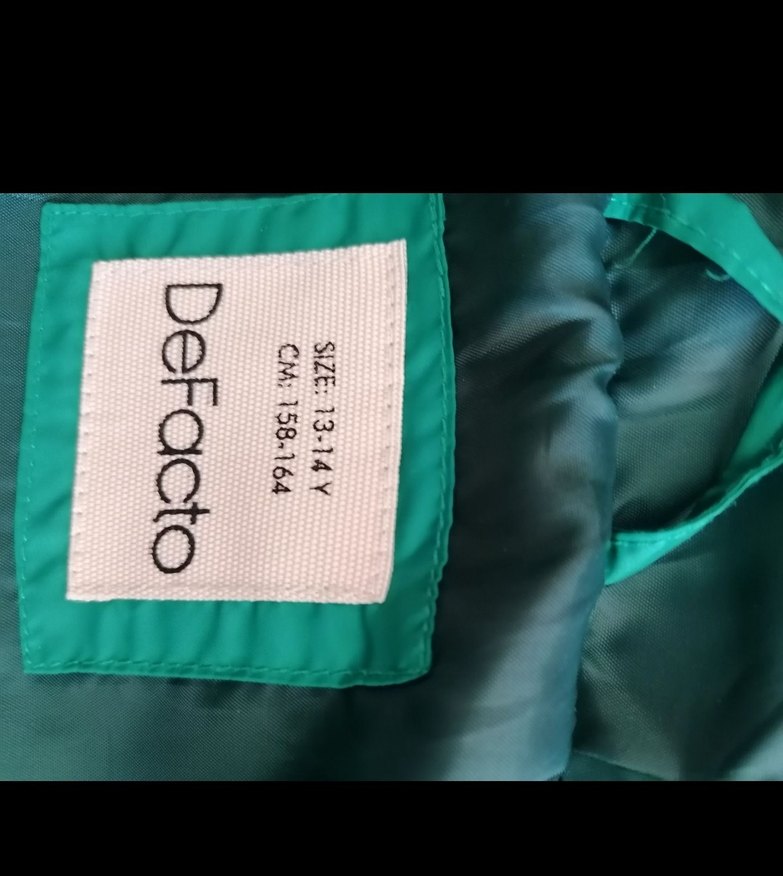 SIZE: 13-14 Y
CM: 158-164
DeFacto